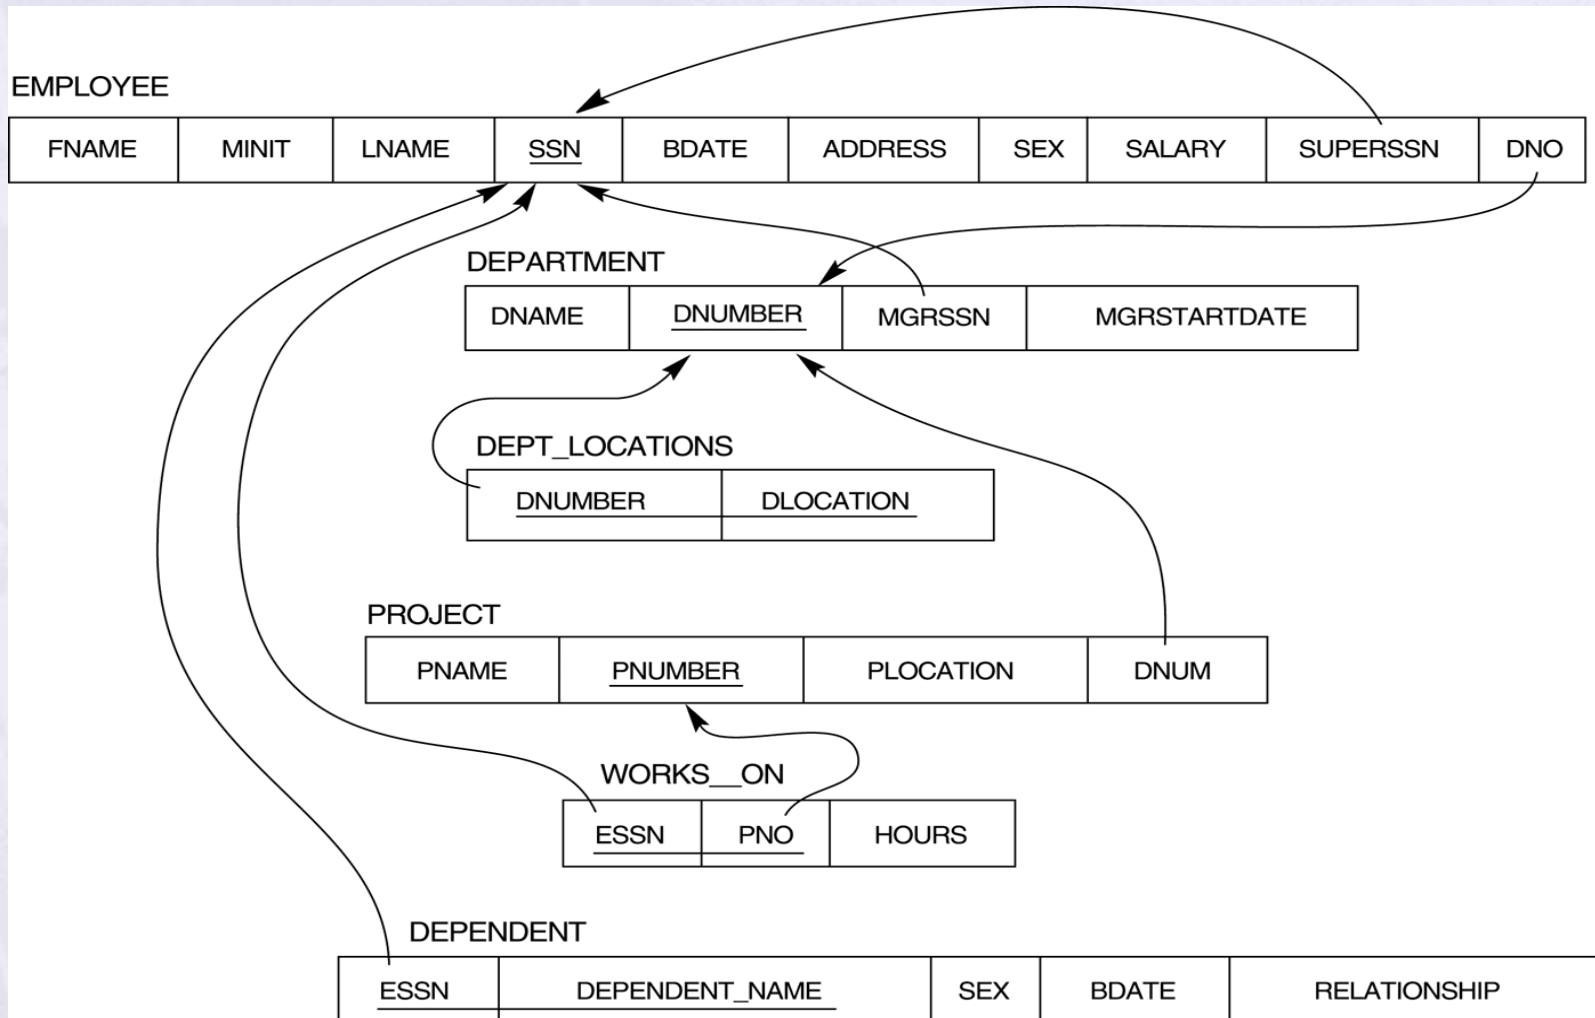 EMPLOYEE
FNAME MINIT LNAME SSN BDATE ADDRESS SEX SALARY SUPERSSN DNO
DEPARTMENT
DNAME DNUMBER MGRSSN MGRSTARTDATE
DEPT_LOCATIONS
DNUMBER DLOCATION
PROJECT
PNAME PNUMBER PLOCATION DNUM
WORKS__ON
ESSN PNO HOURS
DEPENDENT
ESSN DEPENDENT_NAME SEX BDATE RELATIONSHIP